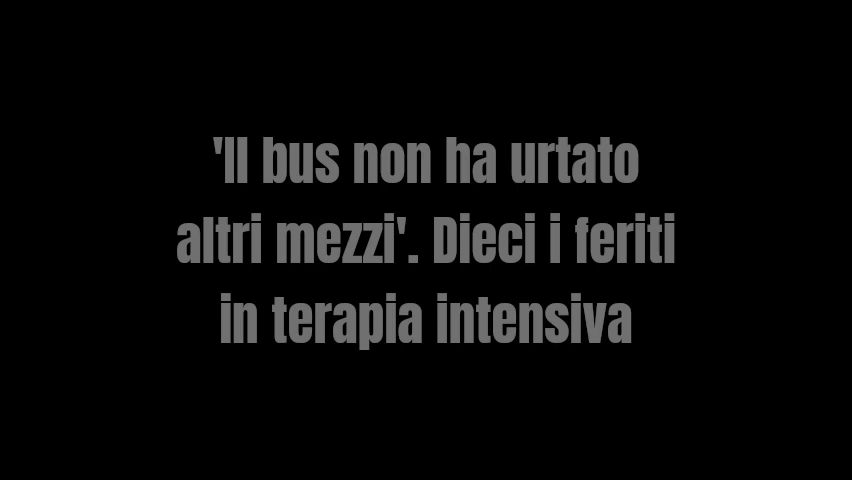 'Il bus non ha urtato
altri mezzi'. Dieci i feriti
in terapia intensiva